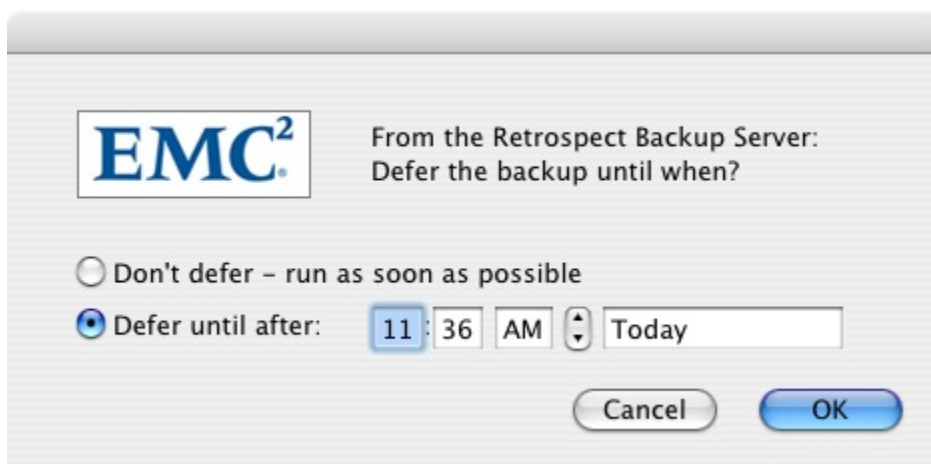 EMC²
From the Retrospect Backup Server:
Defer the backup until when?
Don't defer – run as soon as possible
Defer until after: 11 : 36 AM Today
Cancel OK